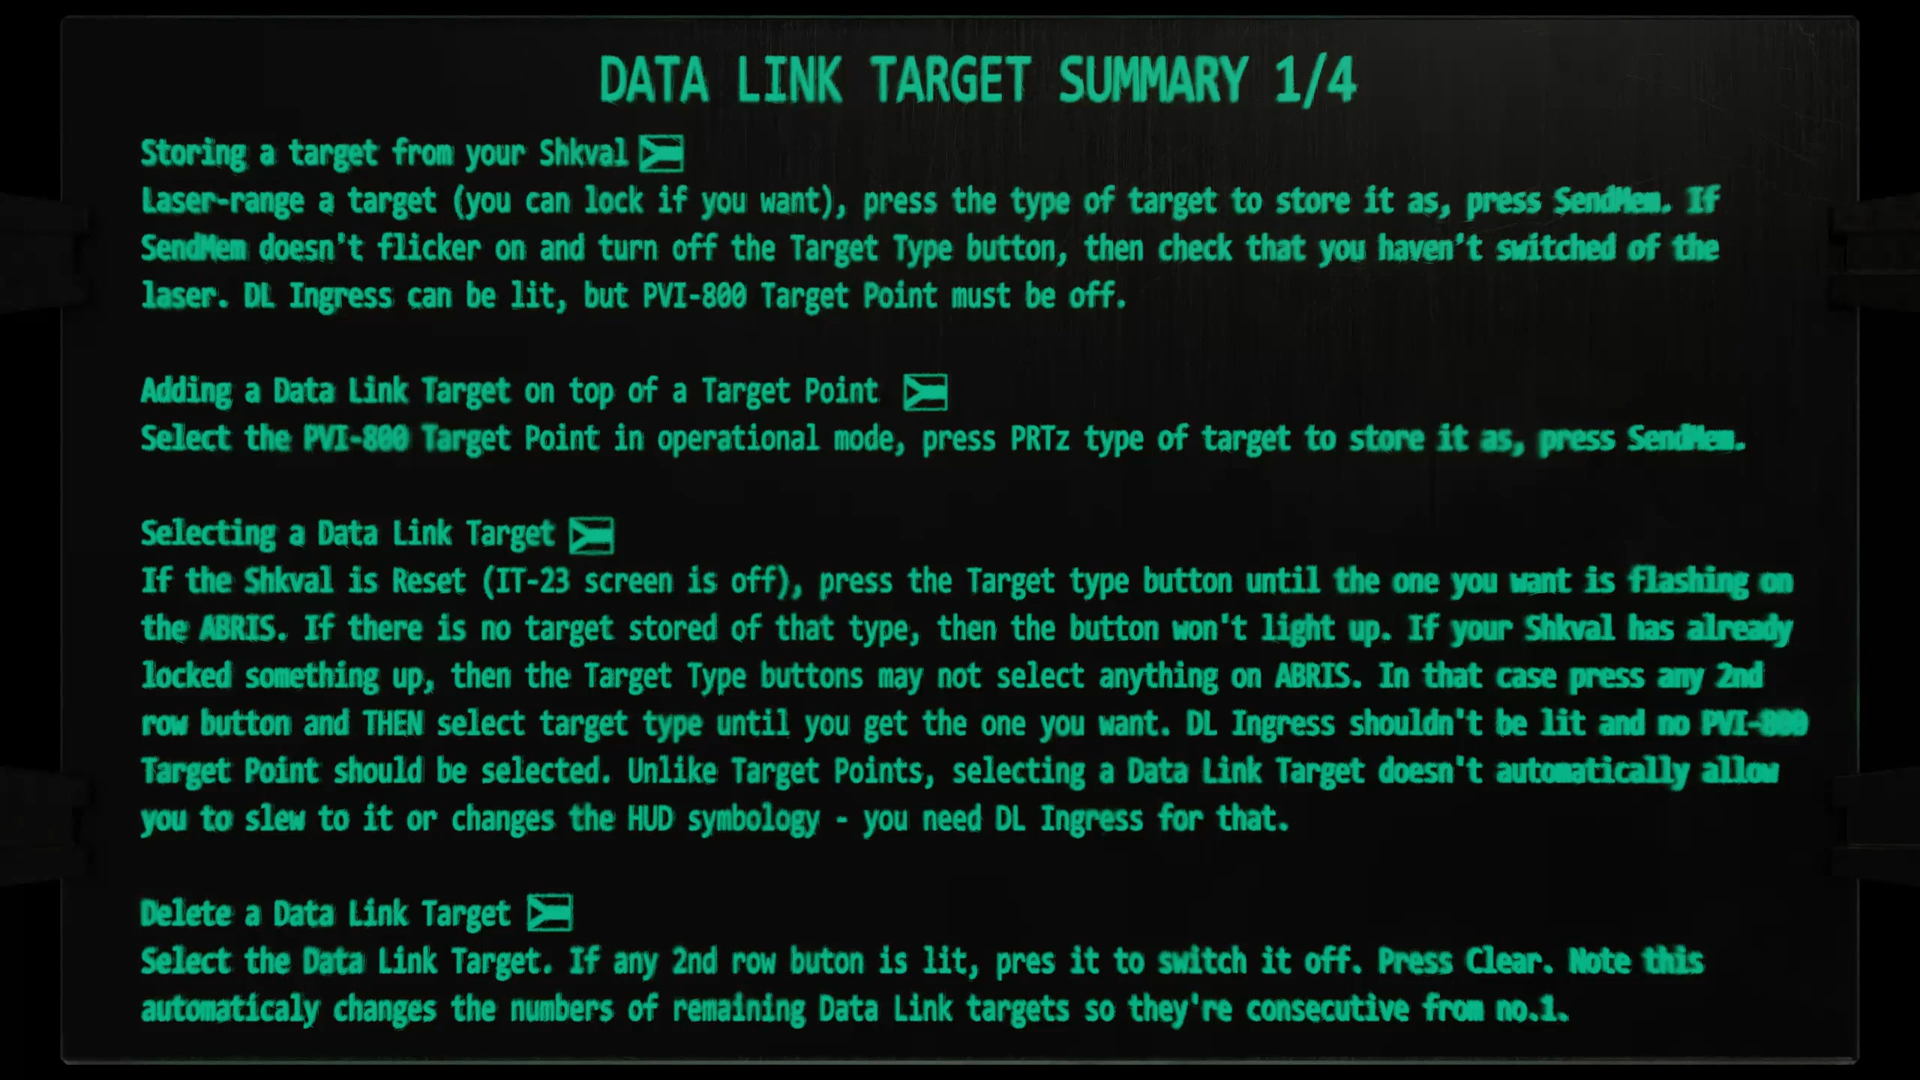 DATA LINK TARGET SUMMARY 1/4
Storing a target from your Shkval
Laser-range a target (you can lock if you want), press the type of target to store it as, press SendMem. If
SendMem doesn't flicker on and turn off the Target Type button, then check that you haven't switched of the
laser. DL Ingress can be lit, but PVI-800 Target Point must be off.
Adding a Data Link Target on top of a Target Point
Select the PVI-800 Target Point in operational mode, press PRTz type of target to store it as, press SendMem.
Selecting a Data Link Target
If the Shkval is Reset (IT-23 screen is off), press the Target type button until the one you want is flashing on
the ABRIS. If there is no target stored of that type, then the button won't light up. If your Shkval has already
locked something up, then the Target Type buttons may not select anything on ABRIS. In that case press any 2nd
row button and THEN select target type until you get the one you want. DL Ingress shouldn't be lit and no PVI-800
Target Point should be selected. Unlike Target Points, selecting a Data Link Target doesn't automatically allow
you to slew to it or changes the HUD symbology - you need DL Ingress for that.
Delete a Data Link Target
Select the Data Link Target. If any 2nd row buton is lit, pres it to switch it off. Press Clear. Note this
automaticaly changes the numbers of remaining Data Link targets so they're consecutive from no.1.